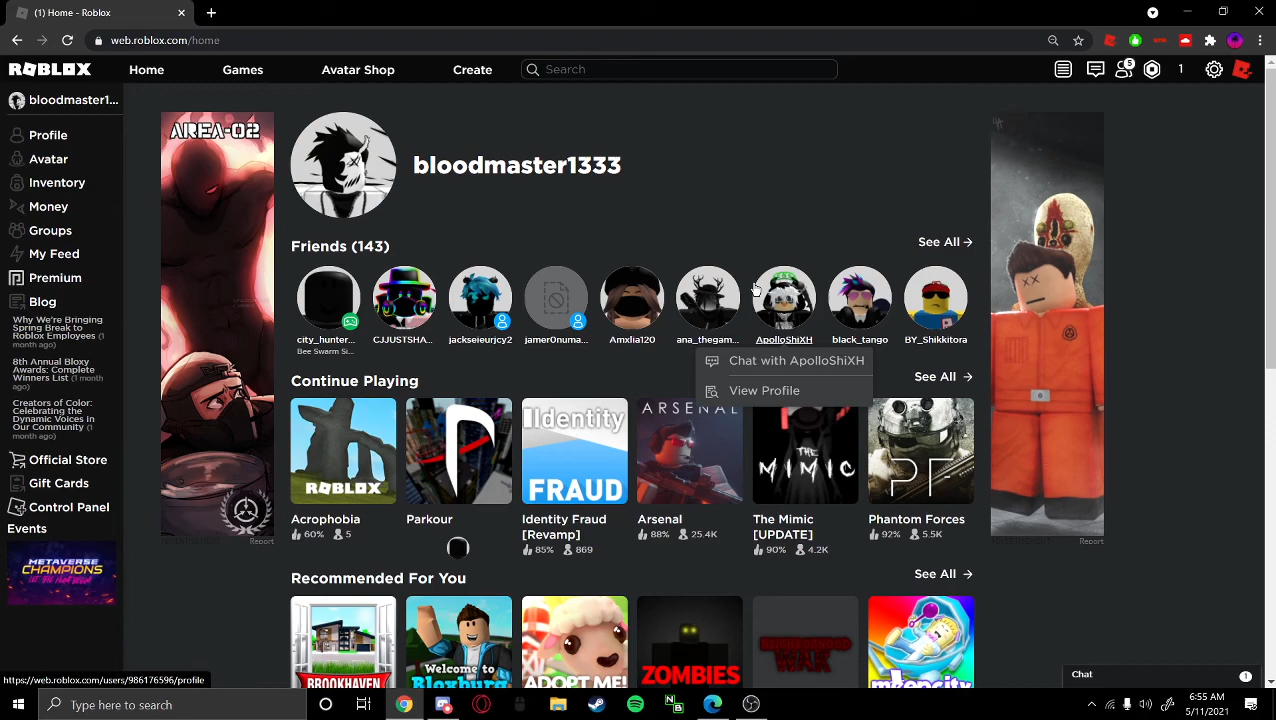 (1) Home - Roblox
web.roblox.com/home
ROBLOX
Home
Games
Avatar Shop
Create
Search
5
1
bloodmaster1...
Profile
Avatar
Inventory
Money
Groups
My Feed
Premium
Blog
Why We're Bringing
Spring Break to
Roblox Employees (1
month ago)
8th Annual Bloxy
Awards: Complete
Winners List (1 month
ago)
Creators of Color:
Celebrating the
Dynamic Voices in
Our Community (1
month ago)
Official Store
Gift Cards
Control Panel
Events
METAVERSE
CHAMPIONS
AREA-02
bloodmaster1333
Friends (143)
See All
city_hunter...
Bee Swarm Si...
CJJUSTSHA...
jackseptaircy2
jamer0numa...
Amxlia120
ana_thegam...
ApolloShiXH
black_tango
BY_Shikkitora
Chat with ApolloShiXH
View Profile
Continue Playing
See All
ROBLOX
Identity
FRAUD
ARSENAL
THE
MIMIC
PF
Acrophobia
60% 5
Parkour
Identity Fraud
[Revamp]
85% 869
Arsenal
88% 25.4K
The Mimic
[UPDATE]
90% 4.2K
Phantom Forces
92% 5.5K
Report
Report
Recommended For You
See All
BROOKHAVEN
Welcome to
Bloxburg
ADOPT ME!
ZOMBIES
NEIGHBORHOOD
WAR
Chat
1
https://web.roblox.com/users/986176596/profile
Type here to search
6:55 AM
5/11/2021